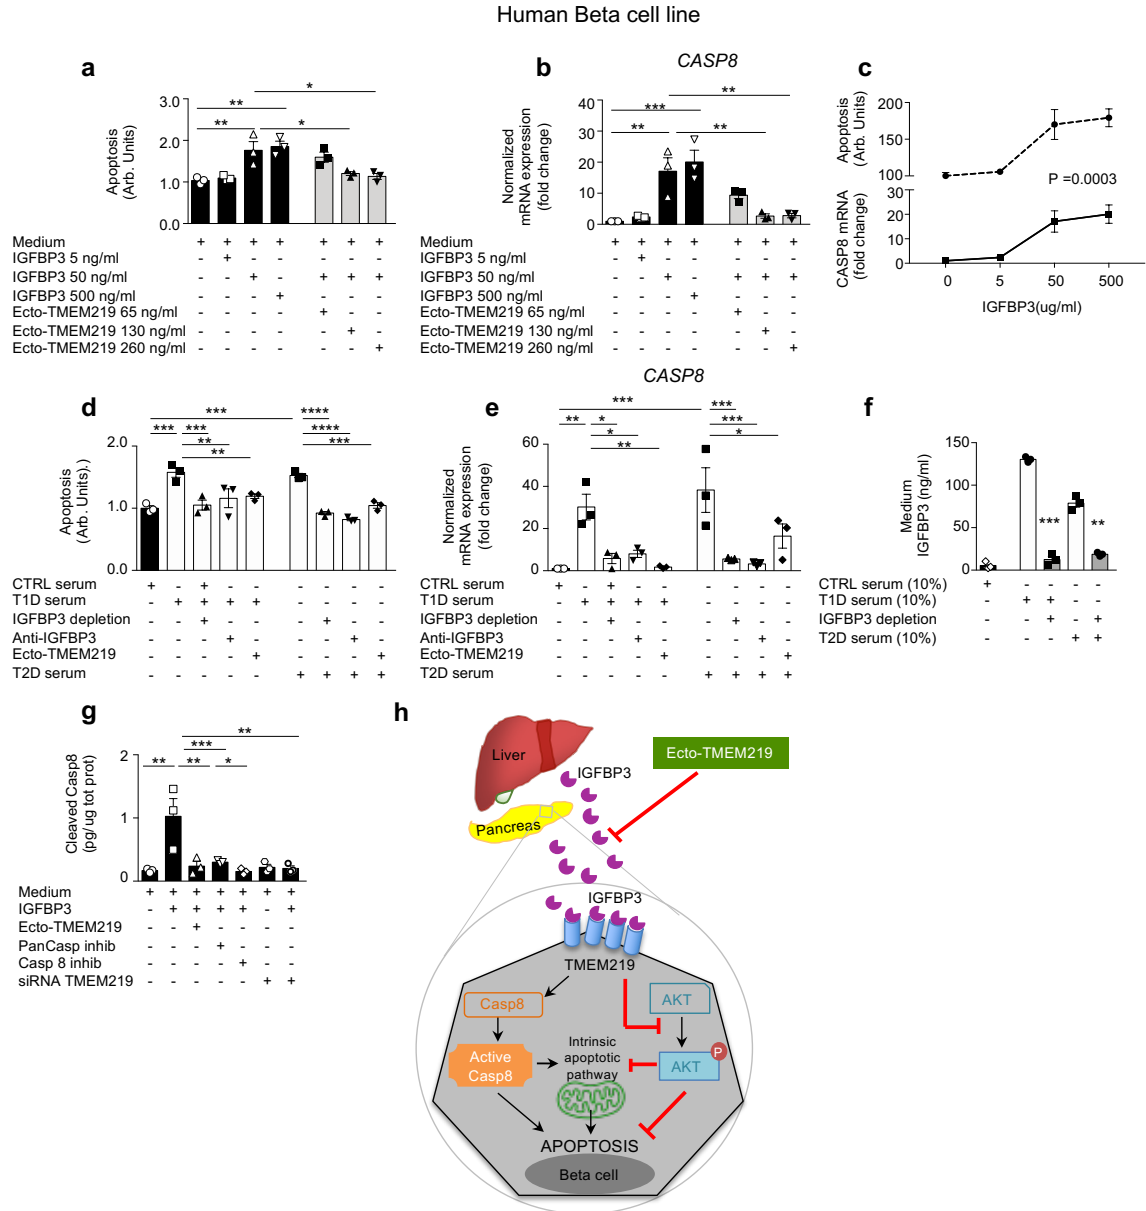 Human Beta cell line
a
Apoptosis
(Arb. Units)
3.0
2.0
1.0
0.0
** ** * *
Medium + + + + + + +
IGFBP3 5 ng/ml - + - - - - -
IGFBP3 50 ng/ml - - + - + + +
IGFBP3 500 ng/ml - - - + - - -
Ecto-TMEM219 65 ng/ml - - - - + - -
Ecto-TMEM219 130 ng/ml - - - - - + -
Ecto-TMEM219 260 ng/ml - - - - - - +
b
CASP8
Normalized
mRNA expression
(fold change)
40
30
20
10
0
*** ** ** **
Medium + + + + + + +
IGFBP3 5 ng/ml - + - - - - -
IGFBP3 50 ng/ml - - + - + + +
IGFBP3 500 ng/ml - - - + - - -
Ecto-TMEM219 65 ng/ml - - - - + - -
Ecto-TMEM219 130 ng/ml - - - - - + -
Ecto-TMEM219 260 ng/ml - - - - - - +
c
Apoptosis
(Arb. Units)
200
150
100
P =0.0003
CASP8 mRNA
(fold change)
20
10
0
0 5 50 500
IGFBP3(ug/ml)
d
Apoptosis
(Arb. Units).)
2.0
1.0
0.0
*** *** *** ** ** **** **** ***
CTRL serum + - + - - - - - -
T1D serum - + + + + - - - -
IGFBP3 depletion - - + - - - + - -
Anti-IGFBP3 - - - + - - - + -
Ecto-TMEM219 - - - - + - - - +
T2D serum - - - - - + + + +
e
CASP8
Normalized
mRNA expression
(fold change)
60
40
20
0
*** ** * * ** *** *** *
CTRL serum + - + - - - - - -
T1D serum - + + + + - - - -
IGFBP3 depletion - - + - - - + - -
Anti-IGFBP3 - - - + - - - + -
Ecto-TMEM219 - - - - + - - - +
T2D serum - - - - - + + + +
f
Medium
IGFBP3 (ng/ml)
150
100
50
0
*** **
CTRL serum (10%) + - - - -
T1D serum (10%) - + + - -
IGFBP3 depletion - - + - +
T2D serum (10%) - - - + +
g
Cleaved Casp8
(pg/ ug tot prot)
2
1
0
** ** *** * **
Medium + + + + + + +
IGFBP3 - + + + + - +
Ecto-TMEM219 - - + - - - -
PanCasp inhib - - - + - - -
Casp 8 inhib - - - - + - -
siRNA TMEM219 - - - - - + +
h
Liver
IGFBP3
Ecto-TMEM219
Pancreas
IGFBP3
TMEM219
Casp8
AKT
Active
Casp8
Intrinsic
apoptotic
pathway
P
AKT
APOPTOSIS
Beta cell